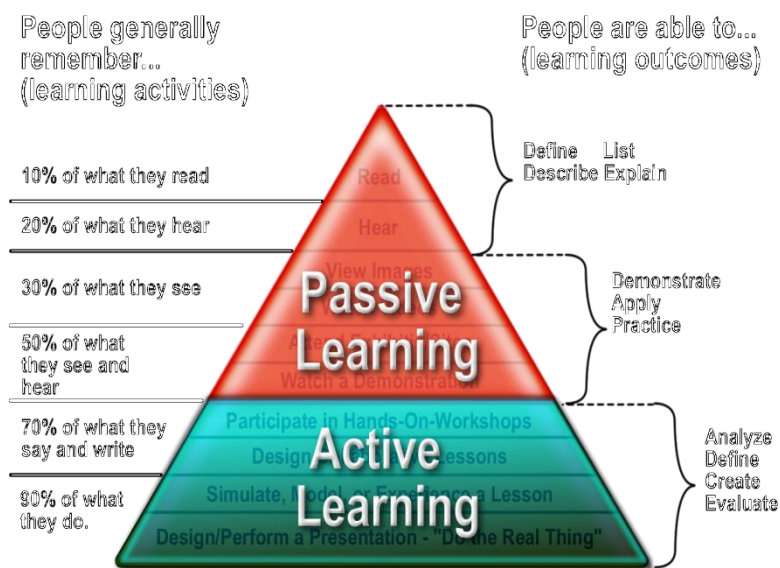 People generally
remember...
(learning activities)
People are able to...
(learning outcomes)
10% of what they read
20% of what they hear
30% of what they see
50% of what
they see and
hear
70% of what they
say and write
90% of what
they do.
Read
Hear
View Images
Passive
Learning
Watch a Demonstration
Participate in Hands-On-Workshops
Design Lessons
Active
Simulate, Model, or Experience a Lesson
Learning
Design/Perform a Presentation - "Do the Real Thing"
Define List
Describe Explain
Demonstrate
Apply
Practice
Analyze
Define
Create
Evaluate